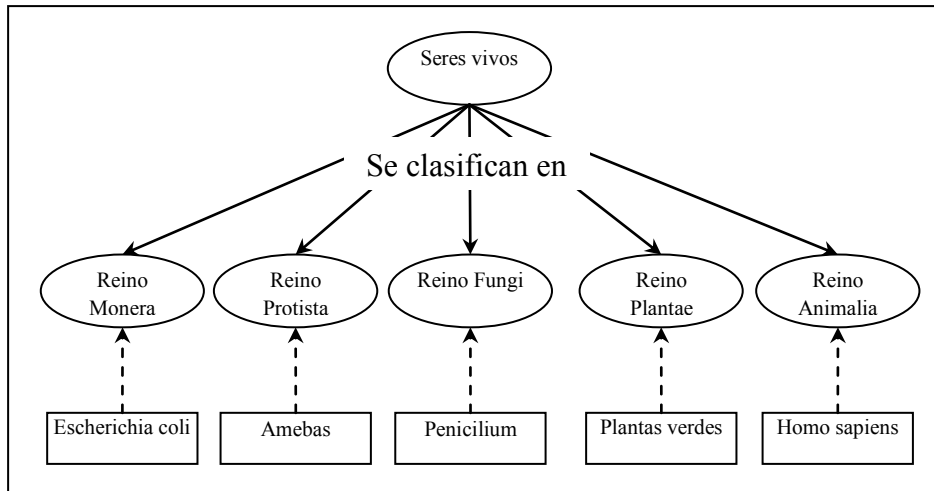 Seres vivos
Se clasifican en
Reino
Monera
Reino
Protista
Reino Fungi
Reino
Plantae
Reino
Animalia
Escherichia coli
Amebas
Penicilium
Plantas verdes
Homo sapiens